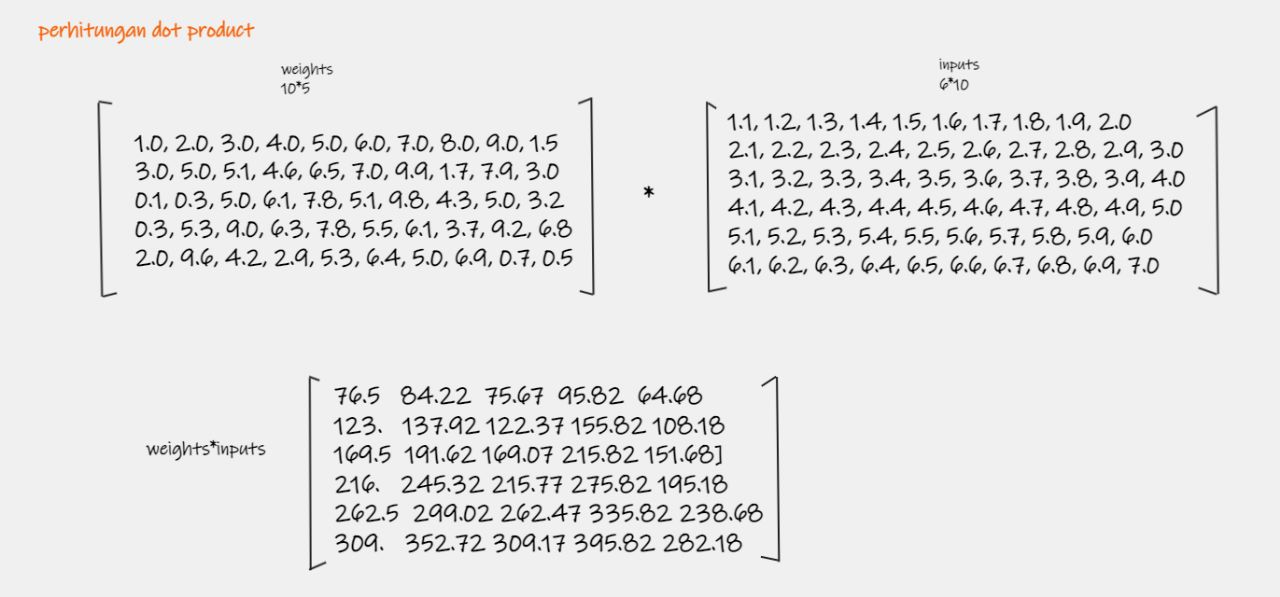 perhitungan dot product
weights
10*5
inputs
6*10
1.0, 2.0, 3.0, 4.0, 5.0, 6.0, 7.0, 8.0, 9.0, 1.5
3.0, 5.0, 5.1, 4.6, 6.5, 7.0, 9.9, 1.7, 7.9, 3.0
0.1, 0.3, 5.0, 6.1, 7.8, 5.1, 9.8, 4.3, 5.0, 3.2
0.3, 5.3, 9.0, 6.3, 7.8, 5.5, 6.1, 3.7, 9.2, 6.8
2.0, 9.6, 4.2, 2.9, 5.3, 6.4, 5.0, 6.9, 0.7, 0.5
*
1.1, 1.2, 1.3, 1.4, 1.5, 1.6, 1.7, 1.8, 1.9, 2.0
2.1, 2.2, 2.3, 2.4, 2.5, 2.6, 2.7, 2.8, 2.9, 3.0
3.1, 3.2, 3.3, 3.4, 3.5, 3.6, 3.7, 3.8, 3.9, 4.0
4.1, 4.2, 4.3, 4.4, 4.5, 4.6, 4.7, 4.8, 4.9, 5.0
5.1, 5.2, 5.3, 5.4, 5.5, 5.6, 5.7, 5.8, 5.9, 6.0
6.1, 6.2, 6.3, 6.4, 6.5, 6.6, 6.7, 6.8, 6.9, 7.0
weights*inputs
76.5 84.22 75.67 95.82 64.68
123. 137.92 122.37 155.82 108.18
169.5 191.62 169.07 215.82 151.68]
216. 245.32 215.77 275.82 195.18
262.5 299.02 262.47 335.82 238.68
309. 352.72 309.17 395.82 282.18